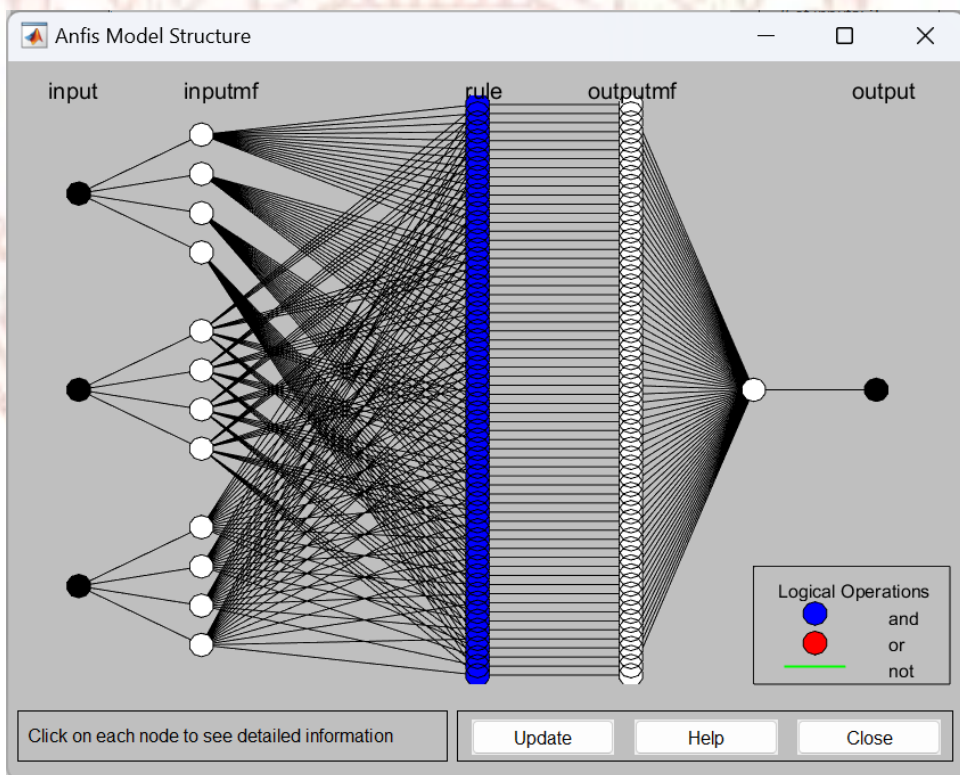 Anfis Model Structure
input inputmf rule outputmf output
Logical Operations
and
or
not
Click on each node to see detailed information
Update Help Close